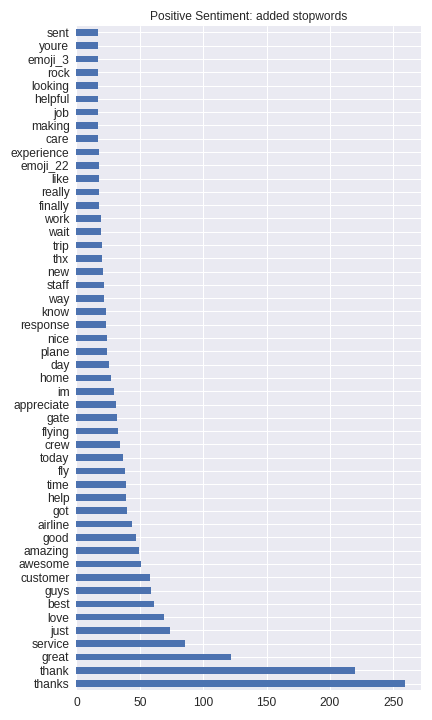 Positive Sentiment: added stopwords
sent
youre
emoji_3
rock
looking
helpful
job
making
care
experience
emoji_22
like
really
finally
work
wait
trip
thx
new
staff
way
know
response
nice
plane
day
home
im
appreciate
gate
flying
crew
today
fly
time
help
got
airline
good
amazing
awesome
customer
guys
best
love
just
service
great
thank
thanks
0 50 100 150 200 250